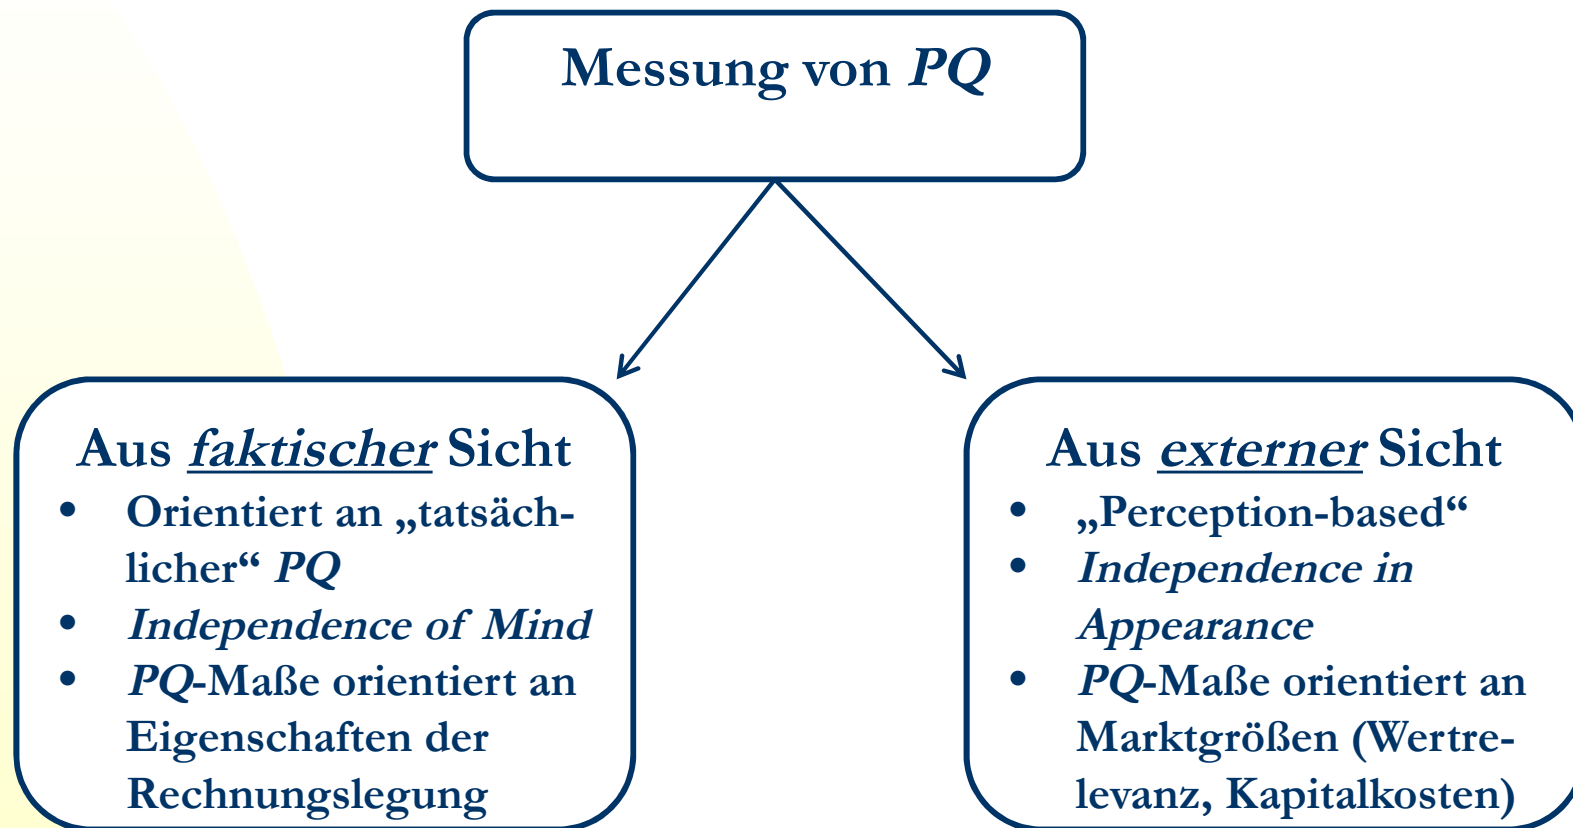 Messung von PQ
Aus faktischer Sicht
• Orientiert an „tatsäch-
licher“ PQ
• Independence of Mind
• PQ-Maße orientiert an
Eigenschaften der
Rechnungslegung
Aus externer Sicht
• „Perception-based“
• Independence in
Appearance
• PQ-Maße orientiert an
Marktgrößen (Wertre-
levanz, Kapitalkosten)